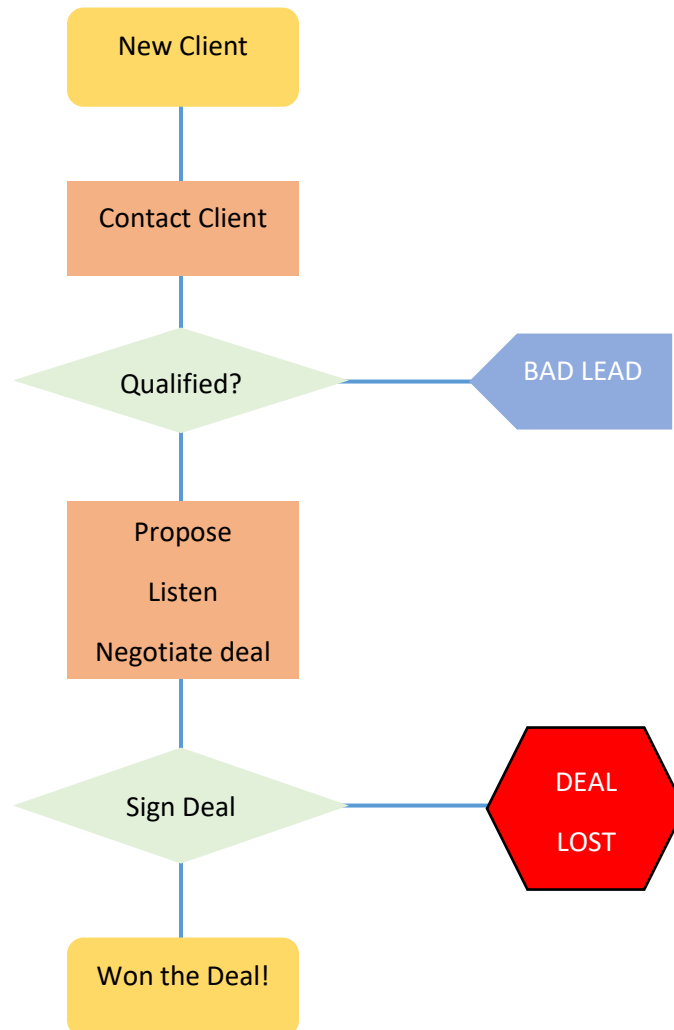 New Client
Contact Client
Qualified?
BAD LEAD
Propose
Listen
Negotiate deal
Sign Deal
DEAL
LOST
Won the Deal!